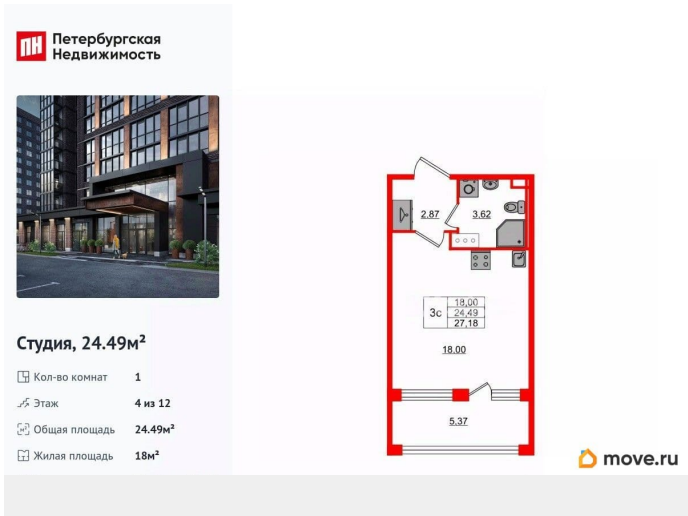 ПН
Петербургская
Недвижимость
Студия, 24.49м²
Кол-во комнат 1
Этаж 4 из 12
Общая площадь 24.49м²
Жилая площадь 18м²
2.87
3.62
3с
18,00
24,49
27,18
18.00
5.37
move.ru